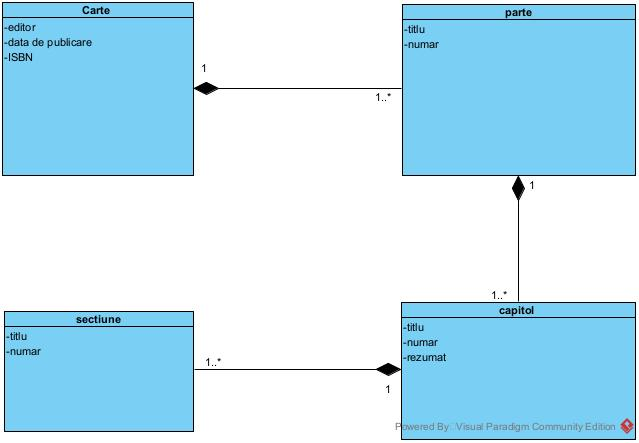 Carte
-editor
-data de publicare
-ISBN
1
1..*
parte
-titlu
-numar
1
1..*
sectiune
-titlu
-numar
1..*
1
capitol
-titlu
-numar
-rezumat
Powered By Visual Paradigm Community Edition